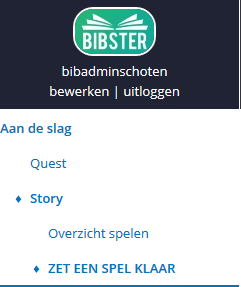 BIBSTER
bibadminschoten
bewerken | uitloggen
Aan de slag
Quest
♦ Story
Overzicht spelen
♦ ZET EEN SPEL KLAAR